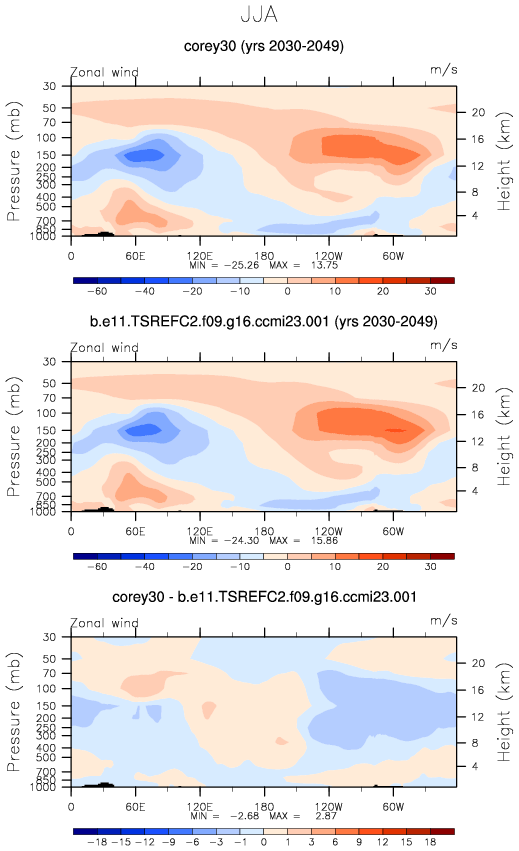 JJA
corey30 (yrs 2030-2049)
Zonal wind m/s
Pressure (mb)
30
50
70
100
150
200
250
300
400
500
700
850
1000
20
16
12
8
4
Height (km)
0 60E 120E 180 120W 60W
MIN = -25.26 MAX = 13.75
-60 -40 -20 -10 0 10 20 30
b.e11.TSREFC2.f09.g16.ccmi23.001 (yrs 2030-2049)
Zonal wind m/s
Pressure (mb)
30
50
70
100
150
200
250
300
400
500
700
850
1000
20
16
12
8
4
Height (km)
0 60E 120E 180 120W 60W
MIN = -24.30 MAX = 15.86
-60 -40 -20 -10 0 10 20 30
corey30 - b.e11.TSREFC2.f09.g16.ccmi23.001
Zonal wind m/s
Pressure (mb)
30
50
70
100
150
200
250
300
400
500
700
850
1000
20
16
12
8
4
Height (km)
0 60E 120E 180 120W 60W
MIN = -2.68 MAX = 2.87
-18 -15 -12 -9 -6 -3 -1 0 1 3 6 9 12 15 18